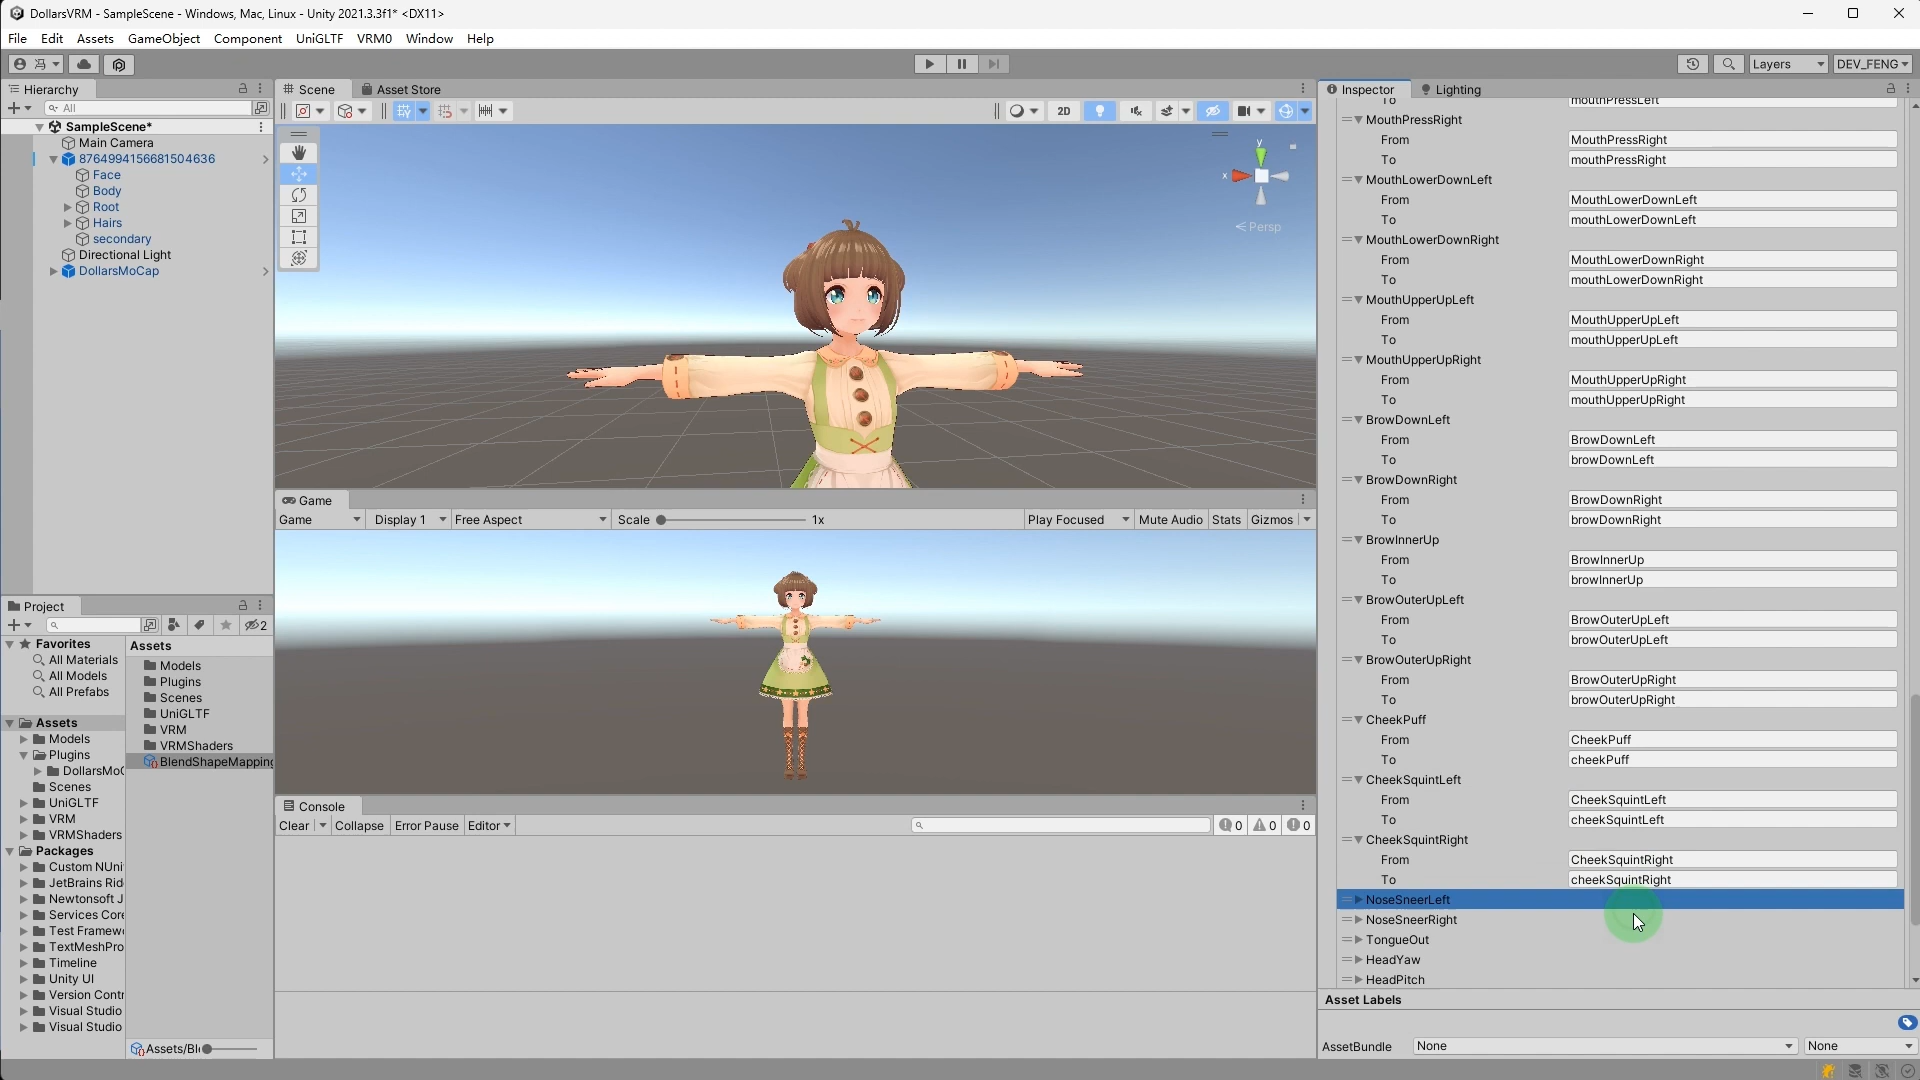 DollarsVRM - SampleScene - Windows, Mac, Linux - Unity 2021.3.3f1* <DX11>
File Edit Assets GameObject Component UniGLTF VRM0 Window Help
Layers DEV_FENG
Hierarchy
All
SampleScene*
Main Camera
8764994156681504636
Face
Body
Root
Hairs
secondary
Directional Light
DollarsMoCap
Scene Asset Store
2D
y
x
Persp
Game
Game Display 1 Free Aspect Scale 1x Play Focused Mute Audio Stats Gizmos
Console
Clear Collapse Error Pause Editor 0 0 0
Project
2
Favorites
All Materials
All Models
All Prefabs
Assets
Models
Plugins
DollarsMoC
Scenes
UniGLTF
VRM
VRMShaders
Packages
Custom NUni
JetBrains Rid
Newtonsoft J
Services Core
Test Framew
TextMeshPro
Timeline
Unity UI
Version Contr
Visual Studio
Visual Studio
Assets
Models
Plugins
Scenes
UniGLTF
VRM
VRMShaders
BlendShapeMapping
Assets/Bl
Inspector Lighting
To mouthPressLeft
MouthPressRight
From MouthPressRight
To mouthPressRight
MouthLowerDownLeft
From MouthLowerDownLeft
To mouthLowerDownLeft
MouthLowerDownRight
From MouthLowerDownRight
To mouthLowerDownRight
MouthUpperUpLeft
From MouthUpperUpLeft
To mouthUpperUpLeft
MouthUpperUpRight
From MouthUpperUpRight
To mouthUpperUpRight
BrowDownLeft
From BrowDownLeft
To browDownLeft
BrowDownRight
From BrowDownRight
To browDownRight
BrowInnerUp
From BrowInnerUp
To browInnerUp
BrowOuterUpLeft
From BrowOuterUpLeft
To browOuterUpLeft
BrowOuterUpRight
From BrowOuterUpRight
To browOuterUpRight
CheekPuff
From CheekPuff
To cheekPuff
CheekSquintLeft
From CheekSquintLeft
To cheekSquintLeft
CheekSquintRight
From CheekSquintRight
To cheekSquintRight
NoseSneerLeft
NoseSneerRight
TongueOut
HeadYaw
HeadPitch
Asset Labels
AssetBundle None None